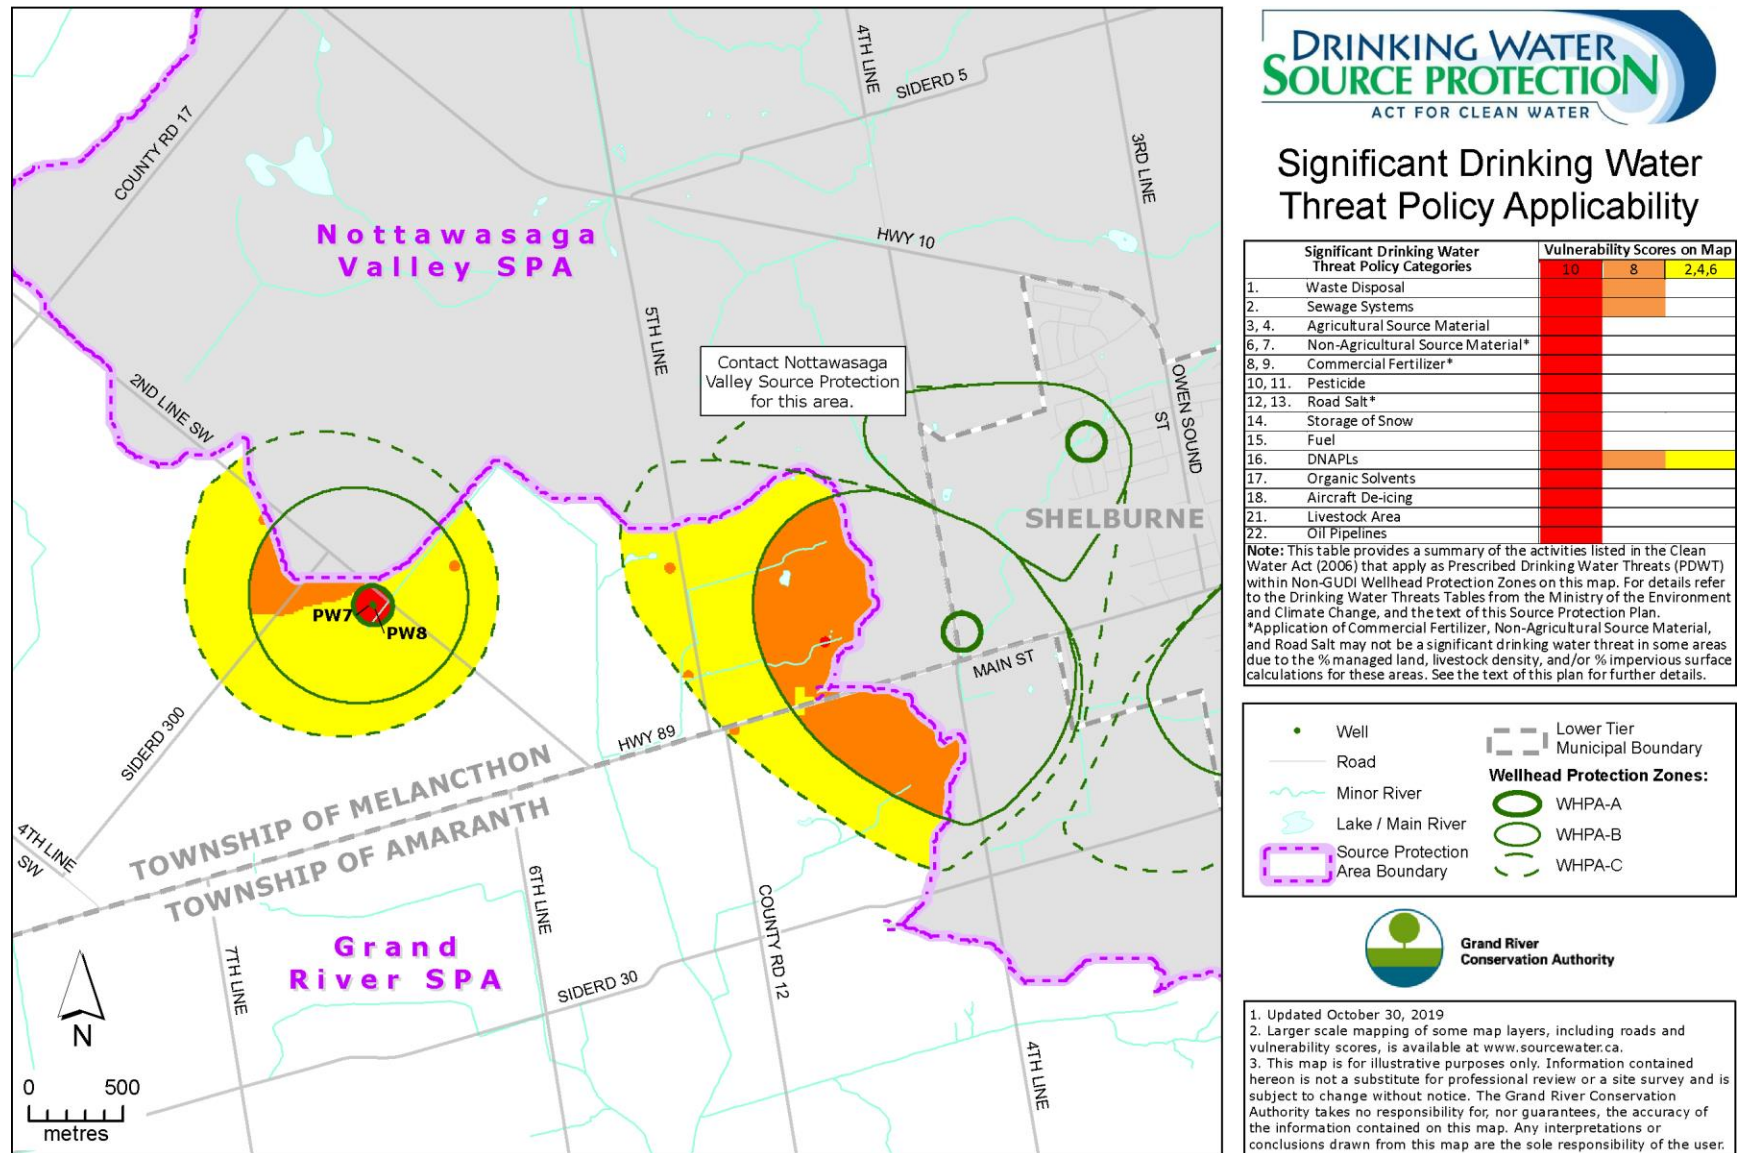 COUNTY RD 17
4TH LINE
SIDERD 5
3RD LINE
HWY 10
Nottawasaga
Valley SPA
5TH LINE
2ND LINE SW
Contact Nottawasaga
Valley Source Protection
for this area.
OWEN SOUND
ST
SHELBURNE
PW7
PW8
MAIN ST
SIDERD 300
HWY 89
TOWNSHIP OF MELANCTHON
TOWNSHIP OF AMARANTH
4TH LINE
SW
6TH LINE
7TH LINE
COUNTY RD 12
Grand
River SPA
SIDERD 30
4TH LINE
N
0 500
metres
DRINKING WATER
SOURCE PROTECTION
ACT FOR CLEAN WATER
Significant Drinking Water
Threat Policy Applicability
Significant Drinking Water
Threat Policy Categories
Vulnerability Scores on Map
10 8 2,4,6
1. Waste Disposal
2. Sewage Systems
3, 4. Agricultural Source Material
6, 7. Non-Agricultural Source Material*
8, 9. Commercial Fertilizer*
10, 11. Pesticide
12, 13. Road Salt*
14. Storage of Snow
15. Fuel
16. DNAPLs
17. Organic Solvents
18. Aircraft De-icing
21. Livestock Area
22. Oil Pipelines
Note: This table provides a summary of the activities listed in the Clean
Water Act (2006) that apply as Prescribed Drinking Water Threats (PDWT)
within Non-GUDI Wellhead Protection Zones on this map. For details refer
to the Drinking Water Threats Tables from the Ministry of the Environment
and Climate Change, and the text of this Source Protection Plan.
*Application of Commercial Fertilizer, Non-Agricultural Source Material,
and Road Salt may not be a significant drinking water threat in some areas
due to the % managed land, livestock density, and/or % impervious surface
calculations for these areas. See the text of this plan for further details.
Well
Road
Minor River
Lake / Main River
Source Protection
Area Boundary
Lower Tier
Municipal Boundary
Wellhead Protection Zones:
WHPA-A
WHPA-B
WHPA-C
Grand River
Conservation Authority
1. Updated October 30, 2019
2. Larger scale mapping of some map layers, including roads and
vulnerability scores, is available at www.sourcewater.ca.
3. This map is for illustrative purposes only. Information contained
hereon is not a substitute for professional review or a site survey and is
subject to change without notice. The Grand River Conservation
Authority takes no responsibility for, nor guarantees, the accuracy of
the information contained on this map. Any interpretations or
conclusions drawn from this map are the sole responsibility of the user.